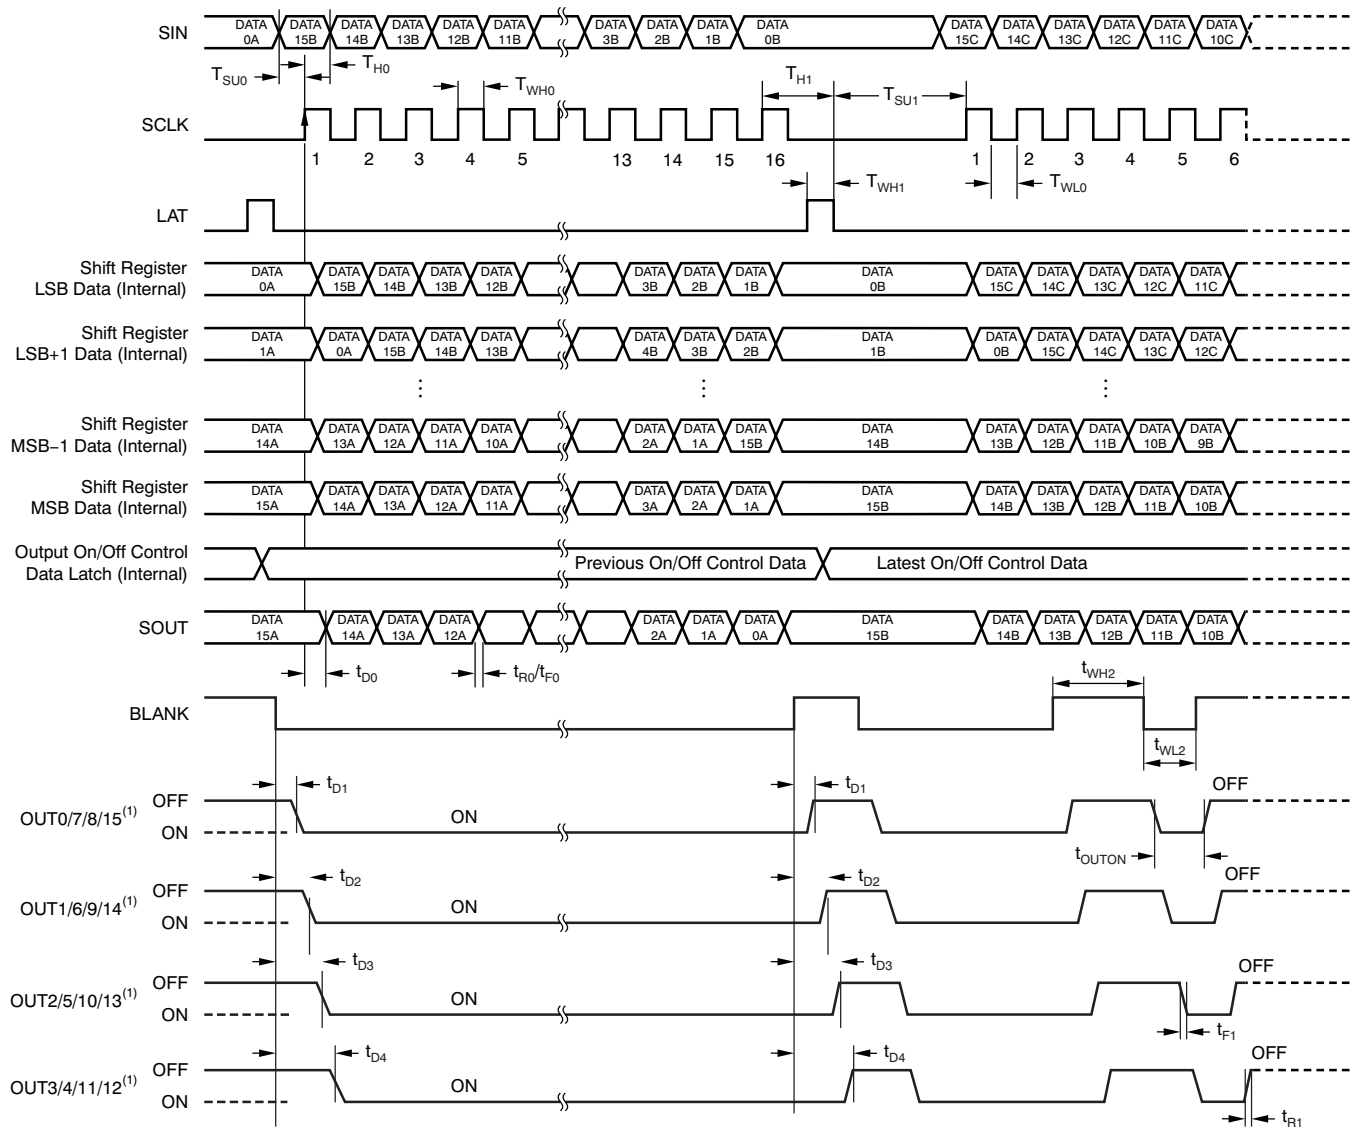 SIN DATA 0A DATA 15B DATA 14B DATA 13B DATA 12B DATA 11B DATA 3B DATA 2B DATA 1B DATA 0B DATA 15C DATA 14C DATA 13C DATA 12C DATA 11C DATA 10C
TSU0 TH0 TWH0 TH1 TSU1
SCLK
1 2 3 4 5 13 14 15 16 1 2 3 4 5 6
TWH1 TWL0
LAT
Shift Register
LSB Data (Internal) DATA 0A DATA 15B DATA 14B DATA 13B DATA 12B DATA 3B DATA 2B DATA 1B DATA 0B DATA 15C DATA 14C DATA 13C DATA 12C DATA 11C
Shift Register
LSB+1 Data (Internal) DATA 1A DATA 0A DATA 15B DATA 14B DATA 13B DATA 4B DATA 3B DATA 2B DATA 1B DATA 0B DATA 15C DATA 14C DATA 13C DATA 12C
Shift Register
MSB−1 Data (Internal) DATA 14A DATA 13A DATA 12A DATA 11A DATA 10A DATA 2A DATA 1A DATA 15B DATA 14B DATA 13B DATA 12B DATA 11B DATA 10B DATA 9B
Shift Register
MSB Data (Internal) DATA 15A DATA 14A DATA 13A DATA 12A DATA 11A DATA 3A DATA 2A DATA 1A DATA 15B DATA 14B DATA 13B DATA 12B DATA 11B DATA 10B
Output On/Off Control
Data Latch (Internal) Previous On/Off Control Data Latest On/Off Control Data
SOUT DATA 15A DATA 14A DATA 13A DATA 12A DATA 2A DATA 1A DATA 0A DATA 15B DATA 14B DATA 13B DATA 12B DATA 11B DATA 10B
tD0 tR0/tF0 tWH2
BLANK
tWL2
tD1 tD1
OFF OFF
OUT0/7/8/15(1) ON
ON tOUTON
tD2 tD2
OFF OFF
OUT1/6/9/14(1) ON
ON
tD3 tD3
OFF OFF
OUT2/5/10/13(1) ON
ON tF1
tD4 tD4
OFF OFF
OUT3/4/11/12(1) ON
ON tR1